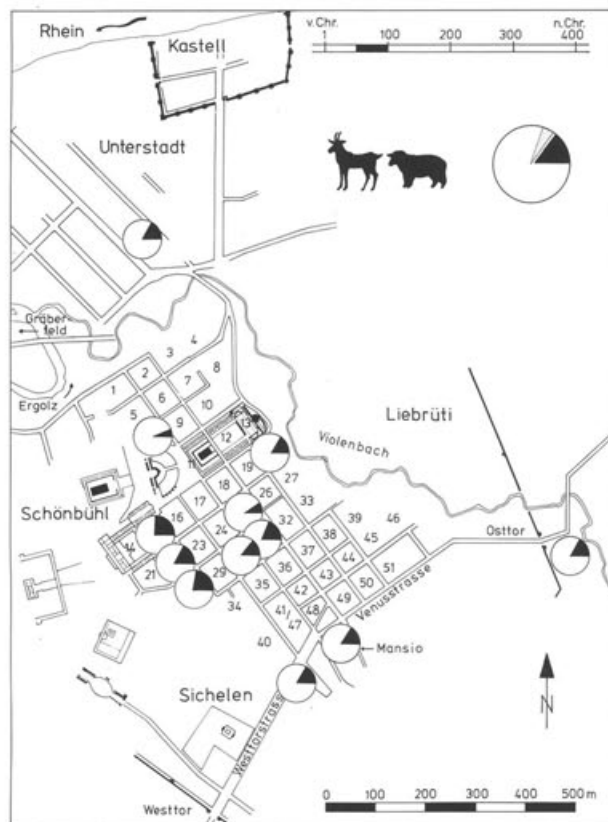 Rhein
Kastell
v. Chr.
n. Chr.
1 100 200 300 400
Unterstadt
Gräber-
feld
Ergolz
1
2
3
4
5
6
7
8
9
10
11
12
13
Liebrüti
Violenbach
Schönbühl
14
16
17
18
19
21
23
24
26
27
29
32
33
34
35
36
37
38
39
40
41/
47
42
43
44
45
46
48
49
50
51
Osttor
Venusstrasse
Mansio
Sichelen
Westtorstrasse
Westtor
N
0 100 200 300 400 500 m